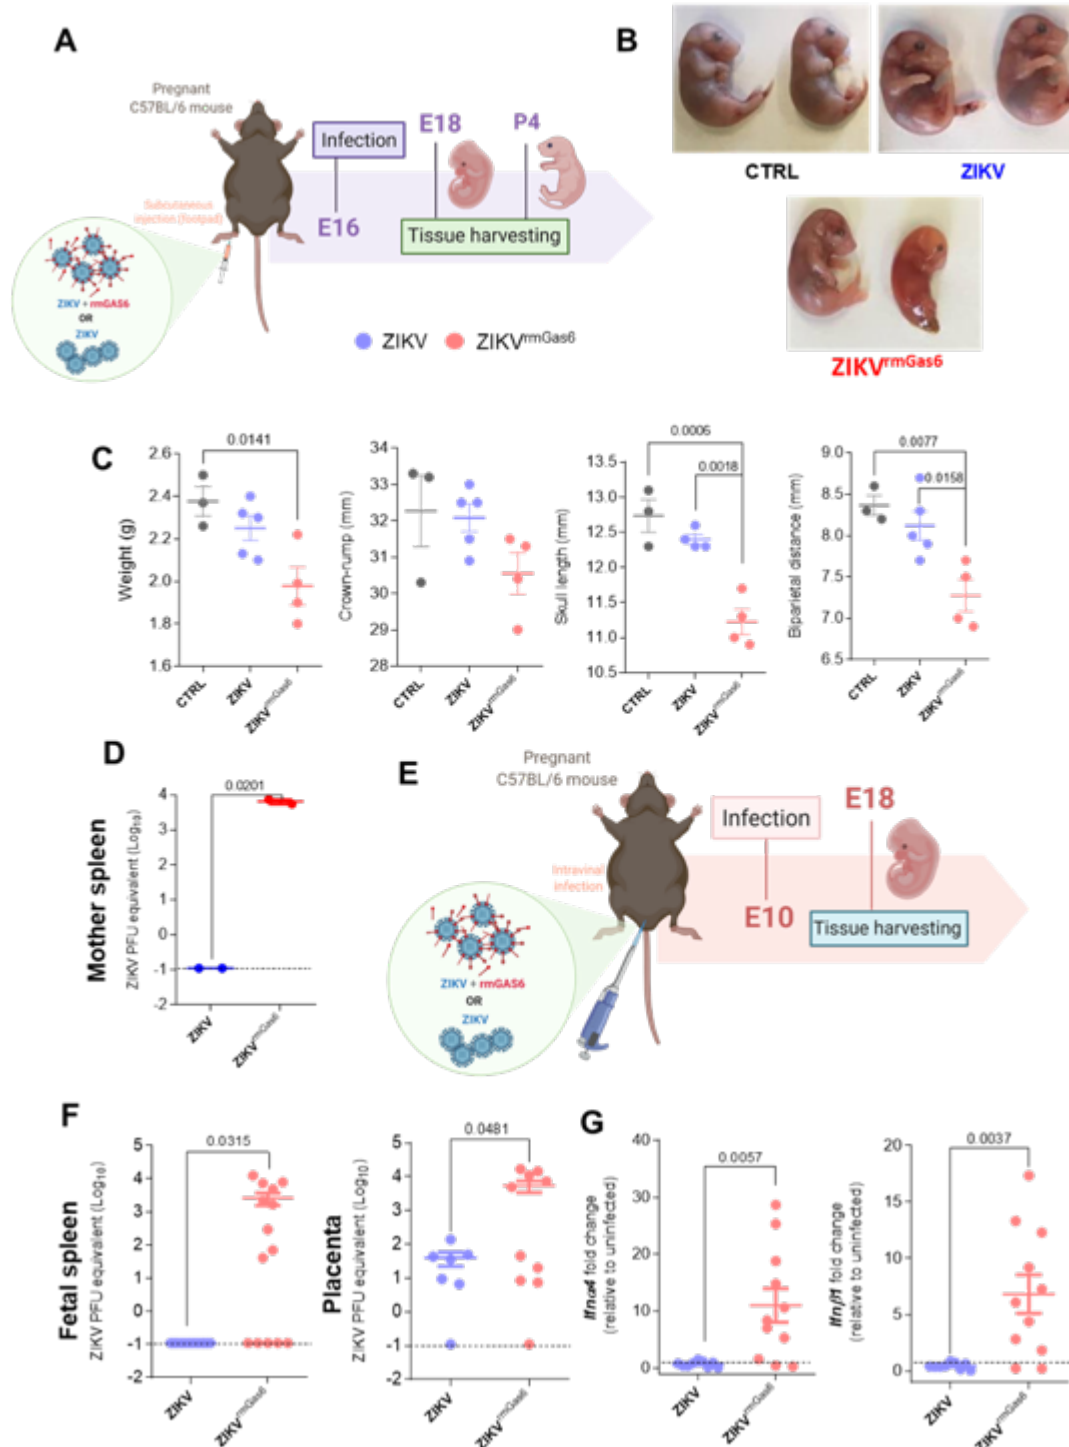 A
Pregnant
C57BL/6 mouse
Infection
E18
P4
E16
Tissue harvesting
Subcutaneous
injection (footpad)
ZIKV + rmGAS6
OR
ZIKV
ZIKV
ZIKVrmGas6
B
CTRL
ZIKV
ZIKVrmGas6
C
0.0141
Weight (g)
2.6
2.4
2.2
2.0
1.8
1.6
CTRL
ZIKV
ZIKVrmGas6
Crown-rump (mm)
34
33
32
31
30
29
28
CTRL
ZIKV
ZIKVrmGas6
0.0006
0.0018
Skull length (mm)
13.5
13.0
12.5
12.0
11.5
11.0
10.5
CTRL
ZIKV
ZIKVrmGas6
0.0077
0.0158
Biparietal distance (mm)
9.0
8.5
8.0
7.5
7.0
6.5
CTRL
ZIKV
ZIKVrmGas6
D
0.0201
Mother spleen
ZIKV PFU equivalent (Log10)
4
3
2
1
0
-1
-2
ZIKV
ZIKVrmGas6
E
Pregnant
C57BL/6 mouse
Infection
E18
E10
Tissue harvesting
Intravinal
infection
ZIKV + rmGAS6
OR
ZIKV
F
0.0315
Fetal spleen
ZIKV PFU equivalent (Log10)
5
4
3
2
1
0
-1
-2
ZIKV
ZIKVrmGas6
0.0481
Placenta
ZIKV PFU equivalent (Log10)
5
4
3
2
1
0
-1
-2
ZIKV
ZIKVrmGas6
G
0.0057
Ifnα4 fold change
(relative to uninfected)
40
30
20
10
0
ZIKV
ZIKVrmGas6
0.0037
Ifnβ1 fold change
(relative to uninfected)
20
15
10
5
0
ZIKV
ZIKVrmGas6